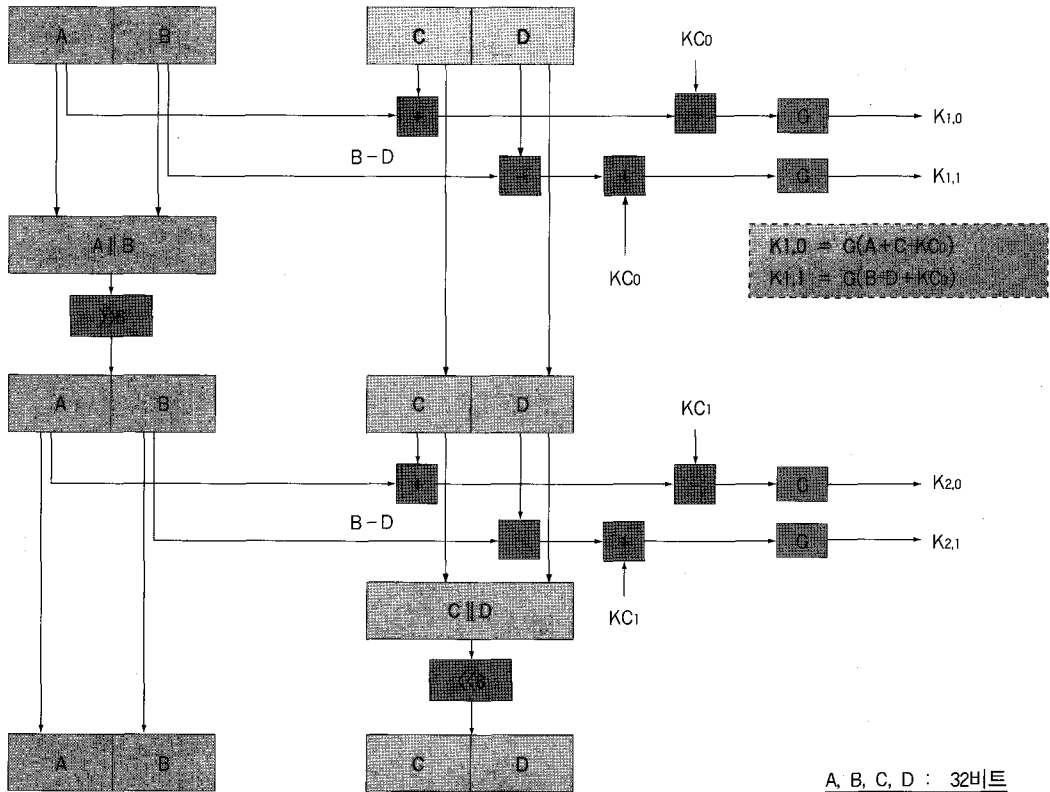 A B C D
KC0
+ − G K1,0
B-D
− + G K1,1
A∥B
KC0
K1,0 = G(A+C-KC0)
K1,1 = G(B-D+KC0)
A B C D
KC1
+ − G K2,0
B-D
− + G K2,1
C∥D
KC1
A B C D
A, B, C, D : 32비트